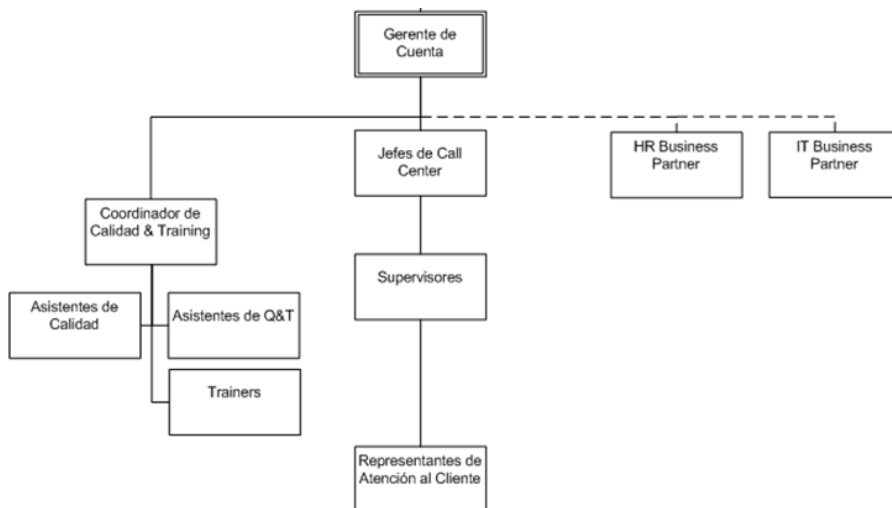 Gerente de
Cuenta
Jefes de Call
Center
HR Business
Partner
IT Business
Partner
Coordinador de
Calidad & Training
Supervisores
Asistentes de
Calidad
Asistentes de Q&T
Trainers
Representantes de
Atención al Cliente